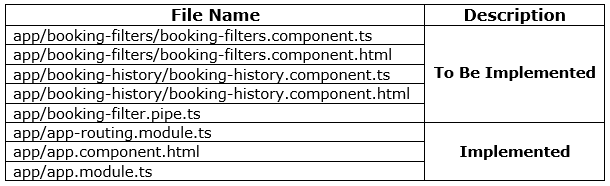 File Name Description
app/booking-filters/booking-filters.component.ts
app/booking-filters/booking-filters.component.html
app/booking-history/booking-history.component.ts
app/booking-history/booking-history.component.html
app/booking-filter.pipe.ts
To Be Implemented
app/app-routing.module.ts
app/app.component.html
app/app.module.ts
Implemented